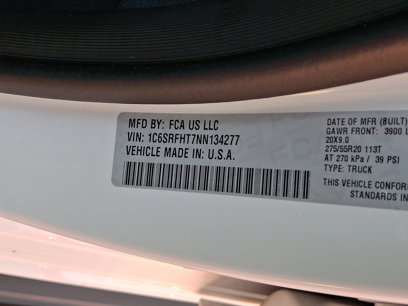 MFD BY: FCA US LLC
VIN: 1C6SRFHT7NN134277
VEHICLE MADE IN: U.S.A.
DATE OF MFR (BUILT)
GAWR FRONT: 3900 L
20X9.0
275/55R20 113T
AT 270 kPa / 39 PSI
TYPE: TRUCK
THIS VEHICLE CONFORM
STANDARDS IN